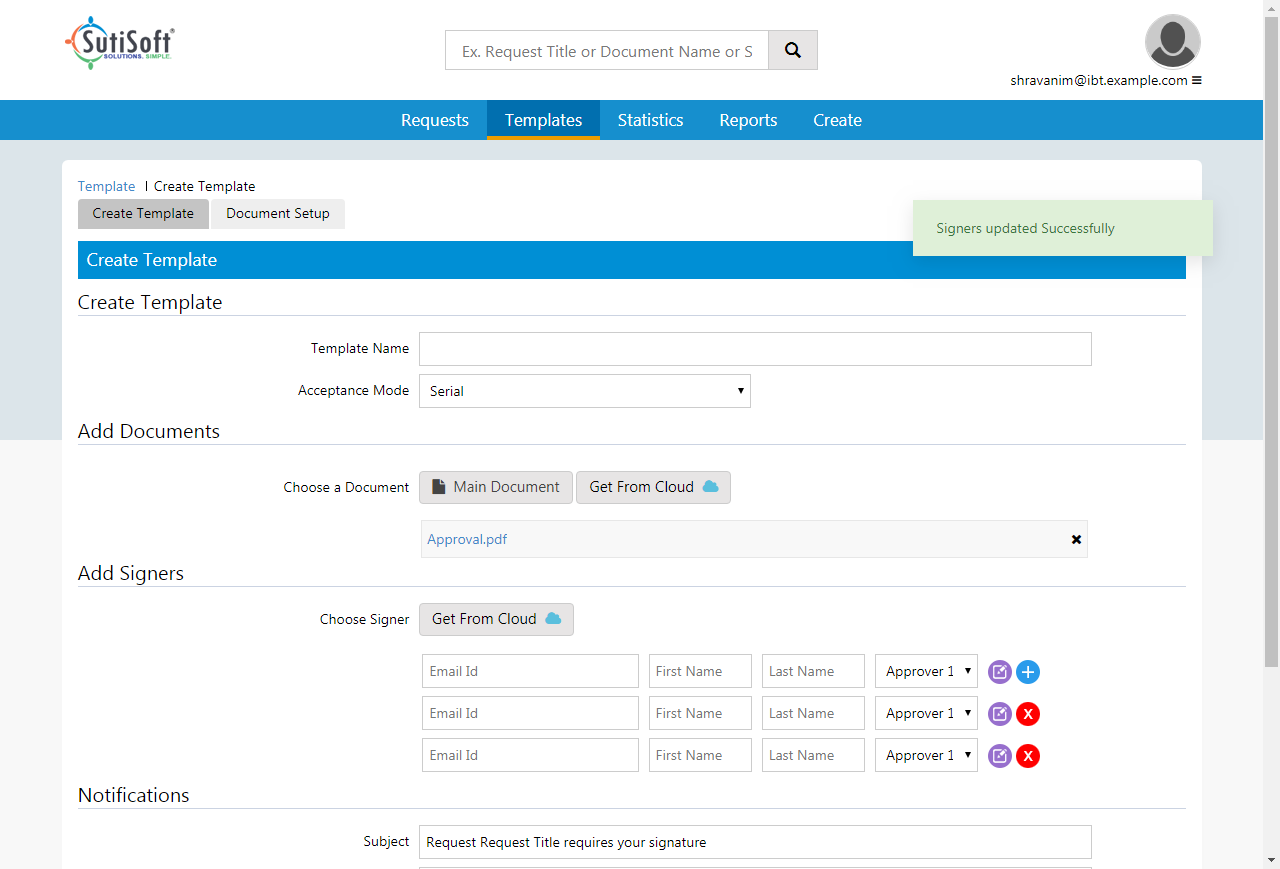 SutiSoft®
SOLUTIONS. SIMPLE.
Ex. Request Title or Document Name or S
shravanim@ibt.example.com
Requests Templates Statistics Reports Create
Template | Create Template
Create Template Document Setup
Signers updated Successfully
Create Template
Create Template
Template Name
Acceptance Mode Serial
Add Documents
Choose a Document Main Document Get From Cloud
Approval.pdf
Add Signers
Choose Signer Get From Cloud
Email Id First Name Last Name Approver 1
Email Id First Name Last Name Approver 1 X
Email Id First Name Last Name Approver 1 X
Notifications
Subject Request Request Title requires your signature